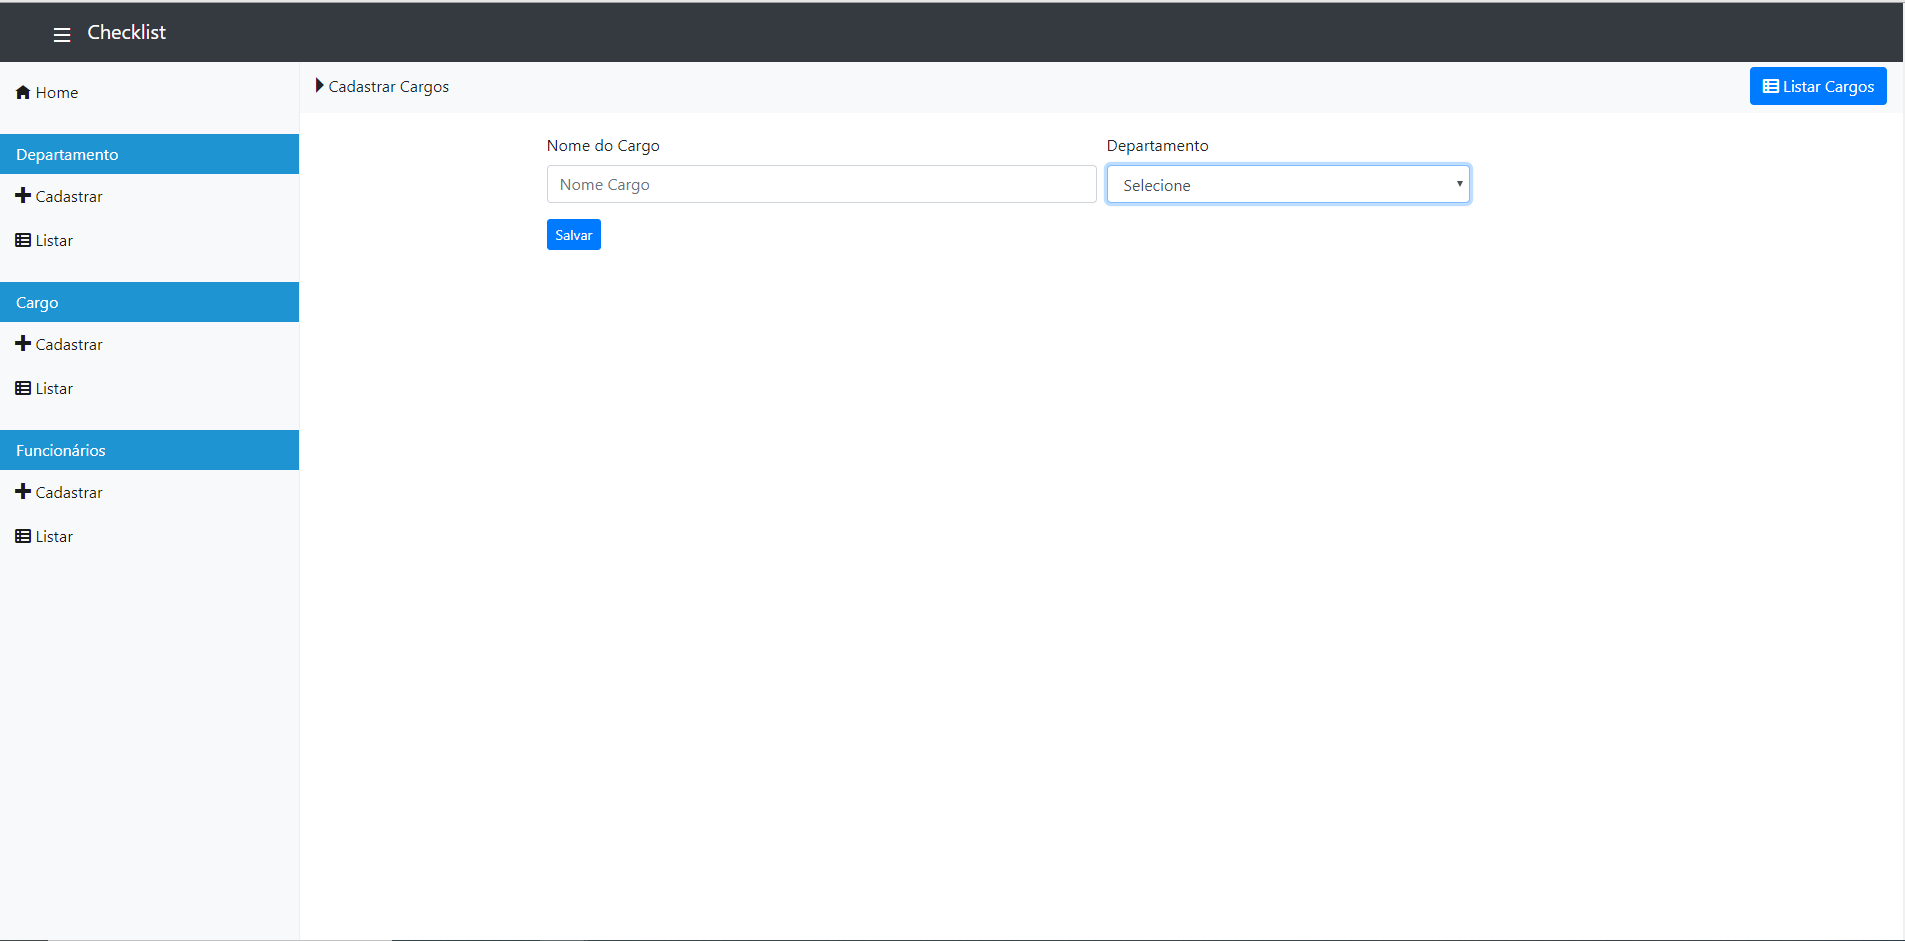 Checklist
Home
Departamento
Cadastrar
Listar
Cargo
Cadastrar
Listar
Funcionários
Cadastrar
Listar
Cadastrar Cargos
Listar Cargos
Nome do Cargo
Nome Cargo
Departamento
Selecione
Salvar